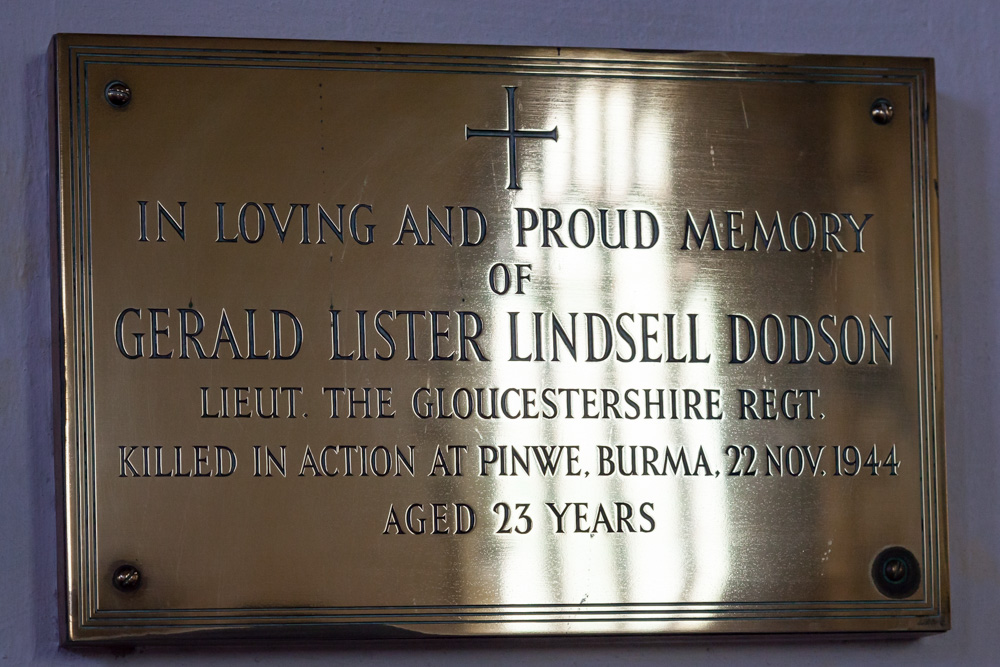 IN LOVING AND PROUD MEMORY
OF
GERALD LISTER LINDSELL DODSON
LIEUT. THE GLOUCESTERSHIRE REGT.
KILLED IN ACTION AT PINWE, BURMA, 22 NOV. 1944
AGED 23 YEARS